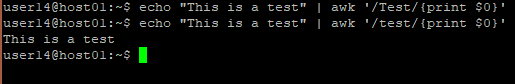 user14@host01:~$ echo "This is a test" | awk '/Test/{print $0}'
user14@host01:~$ echo "This is a test" | awk '/Test/{print $0}'
This is a test
user14@host01:~$